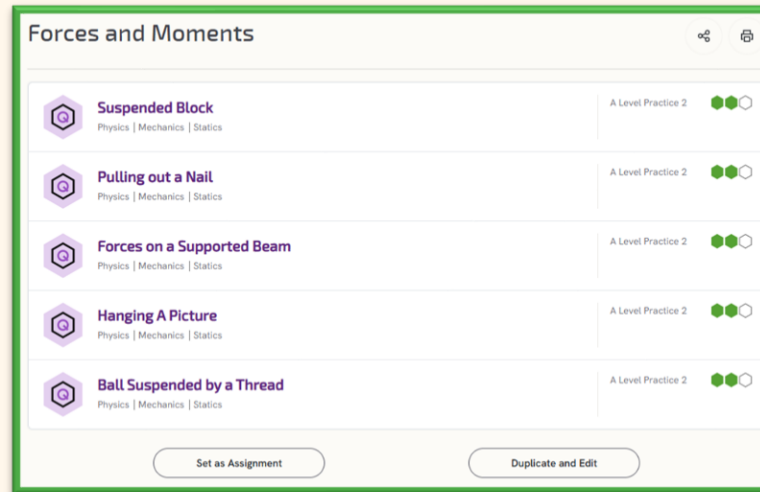 Forces and Moments
Suspended Block
Physics | Mechanics | Statics
A Level Practice 2
Pulling out a Nail
Physics | Mechanics | Statics
A Level Practice 2
Forces on a Supported Beam
Physics | Mechanics | Statics
A Level Practice 2
Hanging A Picture
Physics | Mechanics | Statics
A Level Practice 2
Ball Suspended by a Thread
Physics | Mechanics | Statics
A Level Practice 2
Set as Assignment
Duplicate and Edit